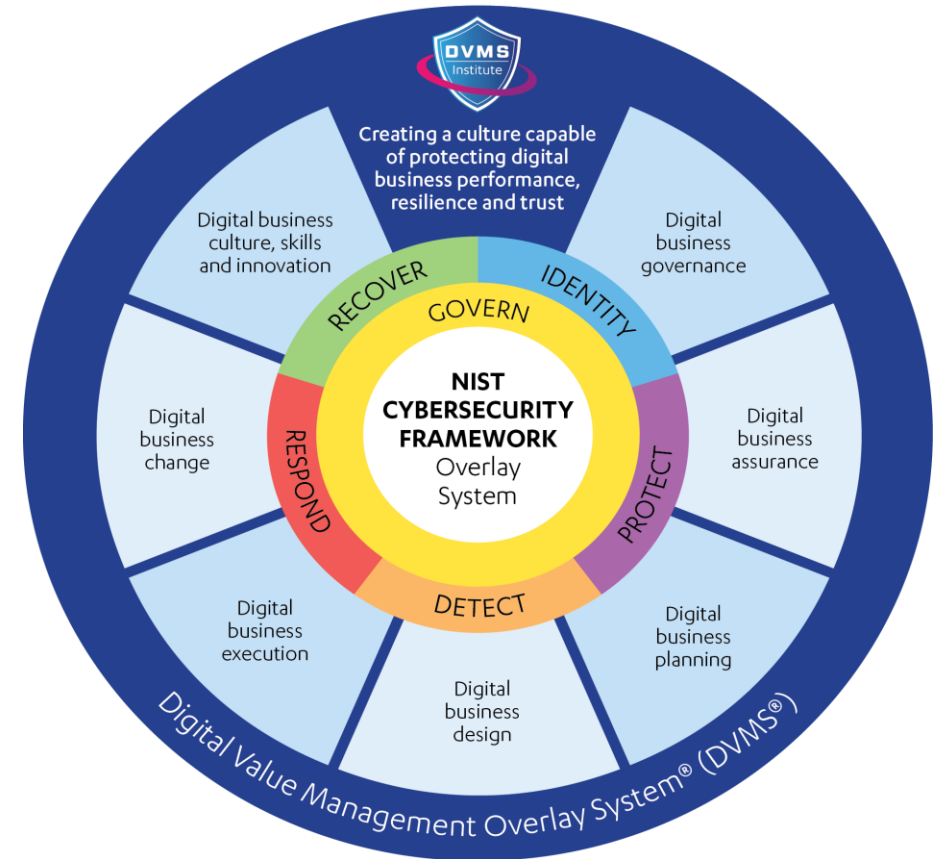 DVMS
Institute
Creating a culture capable
of protecting digital
business performance,
resilience and trust
Digital
business
governance
Digital
business
assurance
Digital
business
planning
Digital
business
design
Digital
business
execution
Digital
business
change
Digital business
culture, skills
and innovation
IDENTITY
PROTECT
DETECT
RESPOND
RECOVER
GOVERN
NIST
CYBERSECURITY
FRAMEWORK
Overlay
System
Digital Value Management Overlay System® (DVMS®)